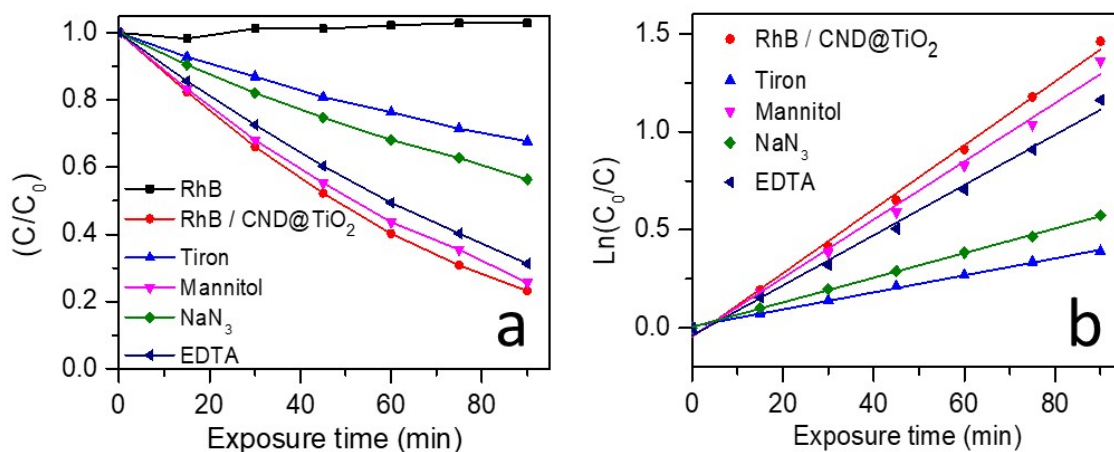 (C/C₀)
1.0
0.8
0.6
0.4
0.2
0.0
RhB
RhB / CND@TiO₂
Tiron
Mannitol
NaN₃
EDTA
a
0 20 40 60 80
Exposure time (min)
Ln(C₀/C)
1.5
1.0
0.5
0.0
RhB / CND@TiO₂
Tiron
Mannitol
NaN₃
EDTA
b
0 20 40 60 80
Exposure time (min)